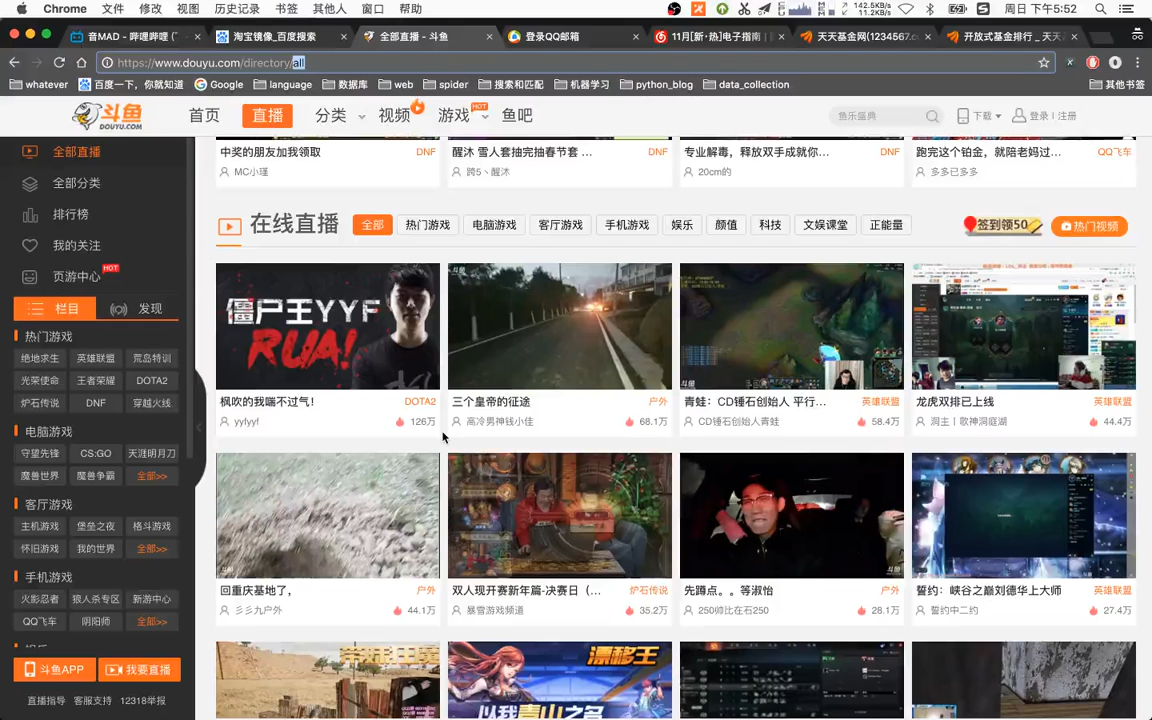 Chrome 文件 修改 视图 历史记录 书签 其他人 窗口 帮助 142.5KB/s 11.2KB/s 周日 下午5:52
音MAD - 哔哩哔哩 (゜ 淘宝镜像_百度搜索 全部直播 - 斗鱼 登录QQ邮箱 11月[新·热]电子指南 | 天天基金网(1234567.c 开放式基金排行 _ 天天
https://www.douyu.com/directory/all
whatever 百度一下，你就知道 Google language 数据库 web spider 搜索和匹配 机器学习 python_blog data_collection 其他书签
斗鱼 DOUYU.COM 首页 直播 分类 视频 游戏 HOT 鱼吧 鱼乐盛典 下载 登录 | 注册
全部直播
全部分类
排行榜
我的关注
页游中心 HOT
栏目 发现
热门游戏
绝地求生 英雄联盟 荒岛特训
光荣使命 王者荣耀 DOTA2
炉石传说 DNF 穿越火线
电脑游戏
守望先锋 CS:GO 天涯明月刀
魔兽世界 魔兽争霸 全部>>
客厅游戏
主机游戏 堡垒之夜 格斗游戏
怀旧游戏 我的世界 全部>>
手机游戏
火影忍者 狼人杀专区 新游中心
QQ飞车 阴阳师 全部>>
斗鱼APP 我要直播
直播指导 客服支持 12318举报
中奖的朋友加我领取 DNF
MC小瑾
醒沐 雪人套抽完抽春节套 ... DNF
跨5丶醒沐
专业解毒，释放双手成就你... DNF
20cm的
跑完这个铂金，就陪老妈过... QQ飞车
多多已多多
在线直播 全部 热门游戏 电脑游戏 客厅游戏 手机游戏 娱乐 颜值 科技 文娱课堂 正能量 签到领50 热门视频
僵尸王YYF
RUA!
枫吹的我喘不过气！ DOTA2
yyfyyf 126万
斗鱼
三个皇帝的征途 户外
高冷男神钱小佳 68.1万
斗鱼
青蛙：CD锤石创始人 平行... 英雄联盟
CD锤石创始人青蛙 58.4万
龙虎双排已上线 英雄联盟
洞主丨歌神洞庭湖 44.4万
斗鱼
回重庆基地了， 户外
彡彡九户外 44.1万
双人现开赛新年篇-决赛日（... 炉石传说
暴雪游戏频道 35.2万
斗鱼
先蹲点。。等淑怡 户外
250帅比在石250 28.1万
誓约：峡谷之巅刘德华上大师 英雄联盟
誓约中二约 27.4万
漂移王
以我青山之名